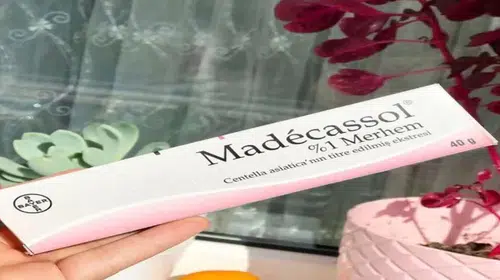 Madécassol®
%1 Merhem
Centella asiatica'nın titre edilmiş ekstresi
40 g
BAYER